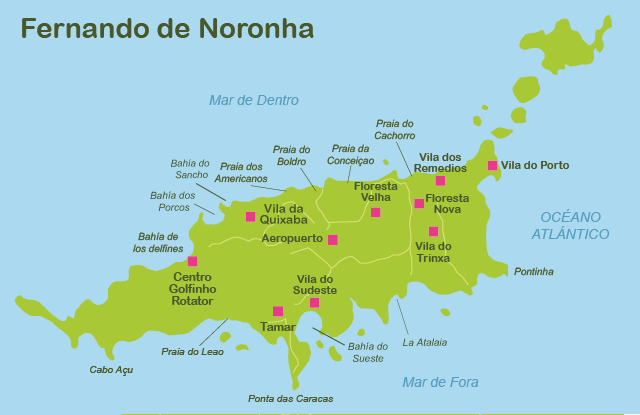 Fernando de Noronha
Mar de Dentro
Praia do
Cachorro
Praia do
Boldro
Praia da
Conceiçao
Bahía do
Sancho
Praia dos
Americanos
Vila dos
Remedios
Vila do Porto
Bahía dos
Porcos
Floresta
Velha
Floresta
Nova
Vila da
Quixaba
OCÉANO
ATLÁNTICO
Bahía de
los delfines
Aeropuerto
Vila do
Trinxa
Centro
Golfinho
Rotator
Vila do
Sudeste
Pontinha
Tamar
La Atalaia
Praia do Leao
Bahía do
Sueste
Cabo Açu
Mar de Fora
Ponta das Caracas